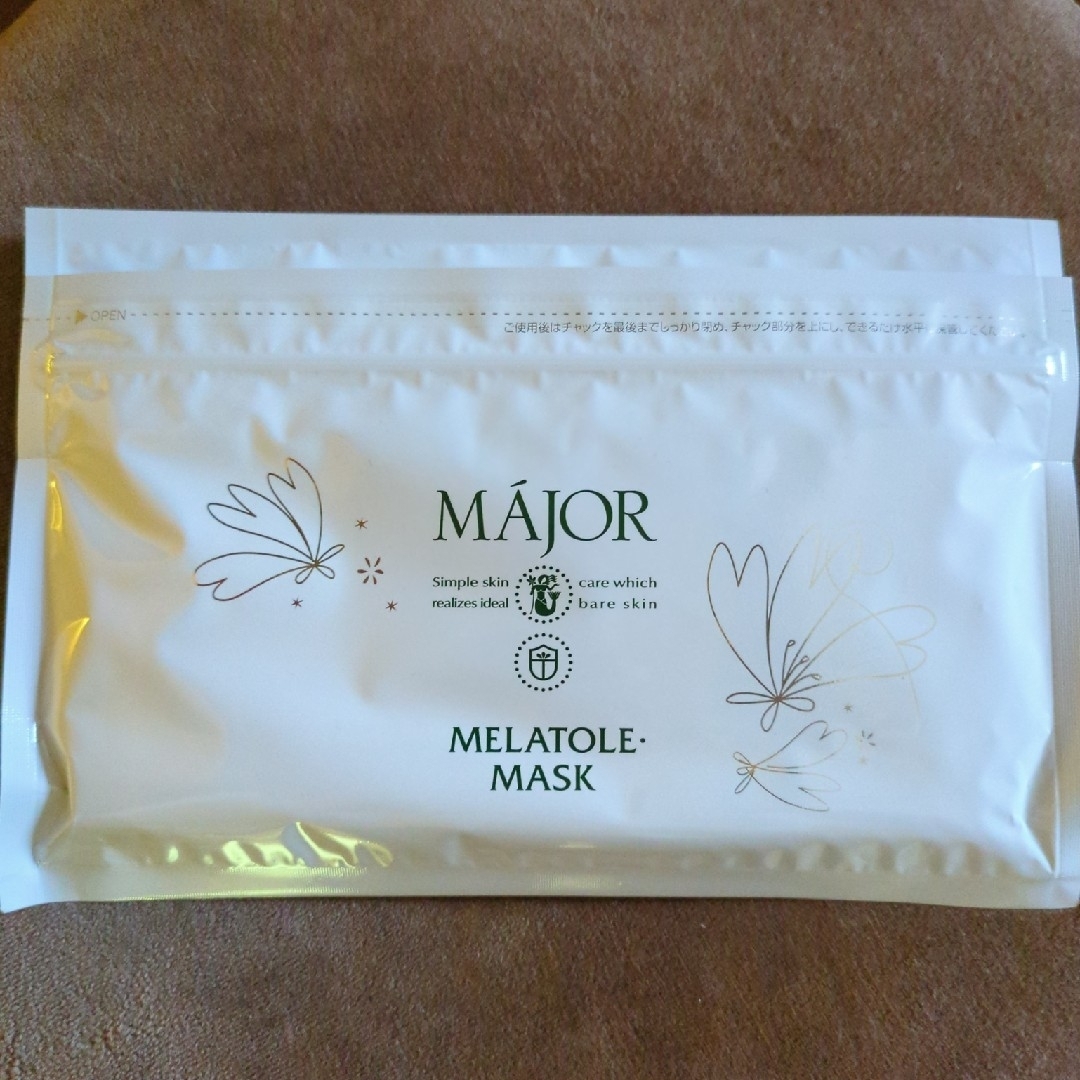 OPEN
ご使用後はチャックを最後までしっかり閉め、チャック部分を上にし、できるだけ水平
MÁJOR
Simple skin care which
realizes ideal bare skin
MELATOLE·
MASK